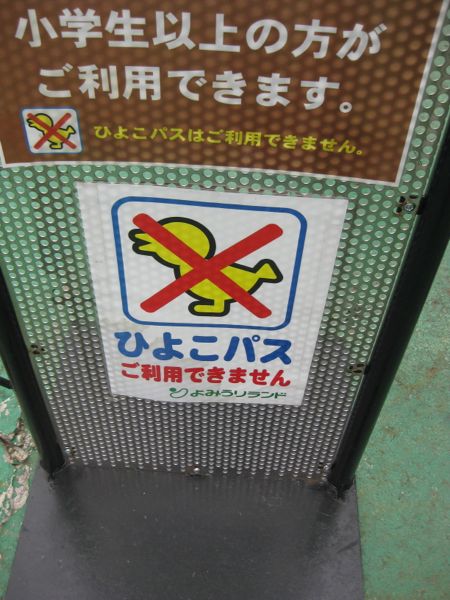 小学生以上の方が
ご利用できます。
ひよこパスはご利用できません。
ひよこパス
ご利用できません
よみうりランド